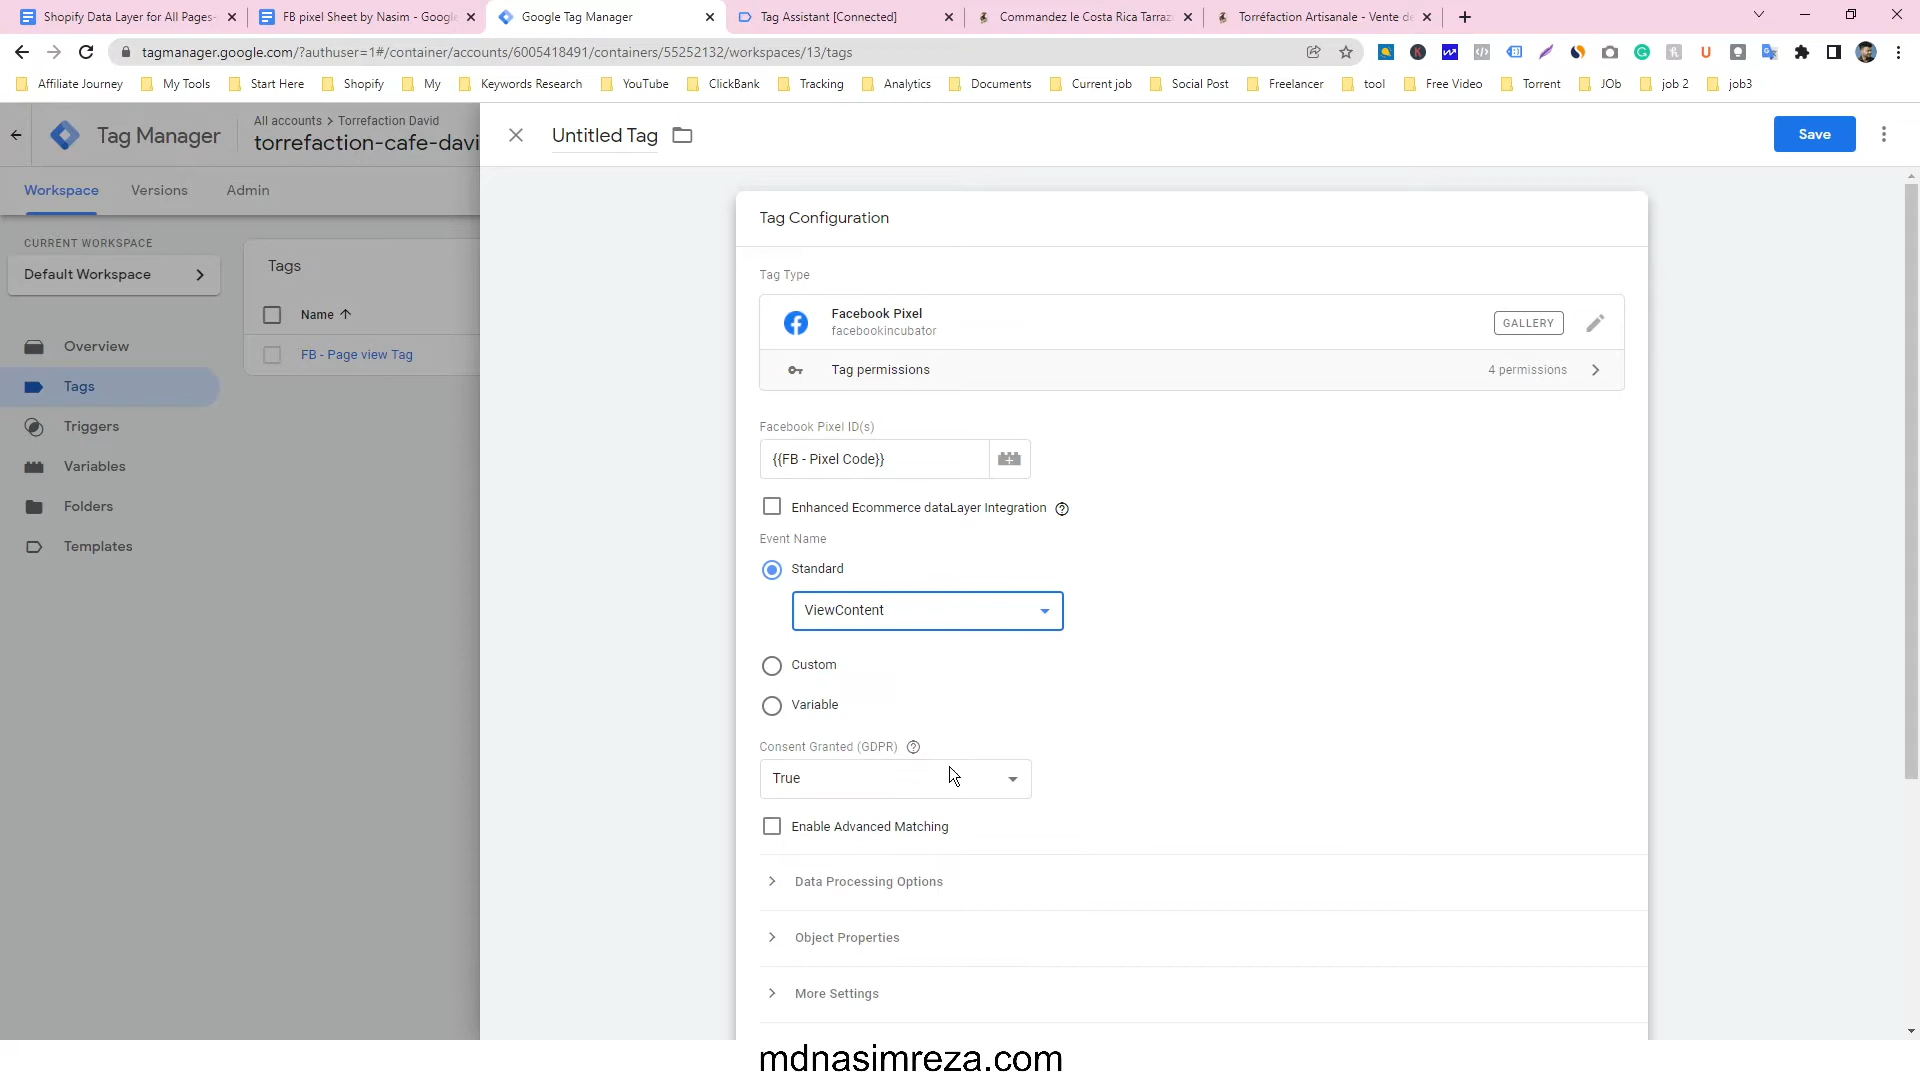 Shopify Data Layer for All Pages-
FB pixel Sheet by Nasim - Google
Google Tag Manager
Tag Assistant [Connected]
Commandez le Costa Rica Tarraz
Torréfaction Artisanale - Vente de
tagmanager.google.com/?authuser=1#/container/accounts/6005418491/containers/55252132/workspaces/13/tags
Affiliate Journey
My Tools
Start Here
Shopify
My
Keywords Research
YouTube
ClickBank
Tracking
Analytics
Documents
Current job
Social Post
Freelancer
tool
Free Video
Torrent
JOb
job 2
job3
Tag Manager
All accounts > Torrefaction David
torrefaction-cafe-davi
Untitled Tag
Save
Workspace
Versions
Admin
CURRENT WORKSPACE
Default Workspace
Overview
Tags
Triggers
Variables
Folders
Templates
Tags
Name
FB - Page view Tag
Tag Configuration
Tag Type
Facebook Pixel
facebookincubator
GALLERY
Tag permissions
4 permissions
Facebook Pixel ID(s)
{{FB - Pixel Code}}
Enhanced Ecommerce dataLayer Integration
Event Name
Standard
ViewContent
Custom
Variable
Consent Granted (GDPR)
True
Enable Advanced Matching
Data Processing Options
Object Properties
More Settings
mdnasimreza.com